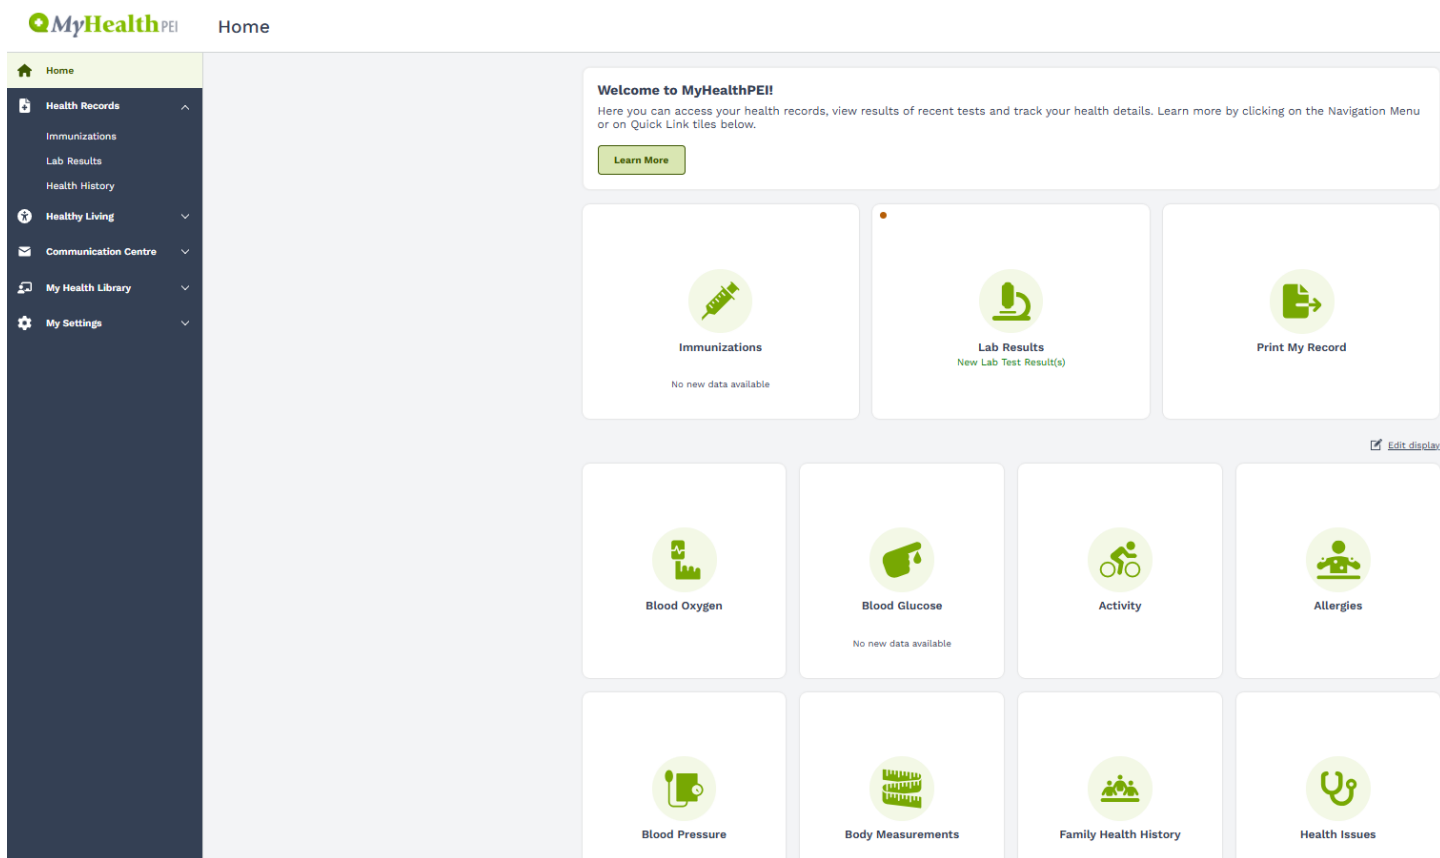 MyHealth PEI
Home
Home
Health Records
Immunizations
Lab Results
Health History
Healthy Living
Communication Centre
My Health Library
My Settings
Welcome to MyHealthPEI!
Here you can access your health records, view results of recent tests and track your health details. Learn more by clicking on the Navigation Menu
or on Quick Link tiles below.
Learn More
Immunizations
No new data available
Lab Results
New Lab Test Result(s)
Print My Record
Edit display
Blood Oxygen
Blood Glucose
No new data available
Activity
Allergies
Blood Pressure
Body Measurements
Family Health History
Health Issues